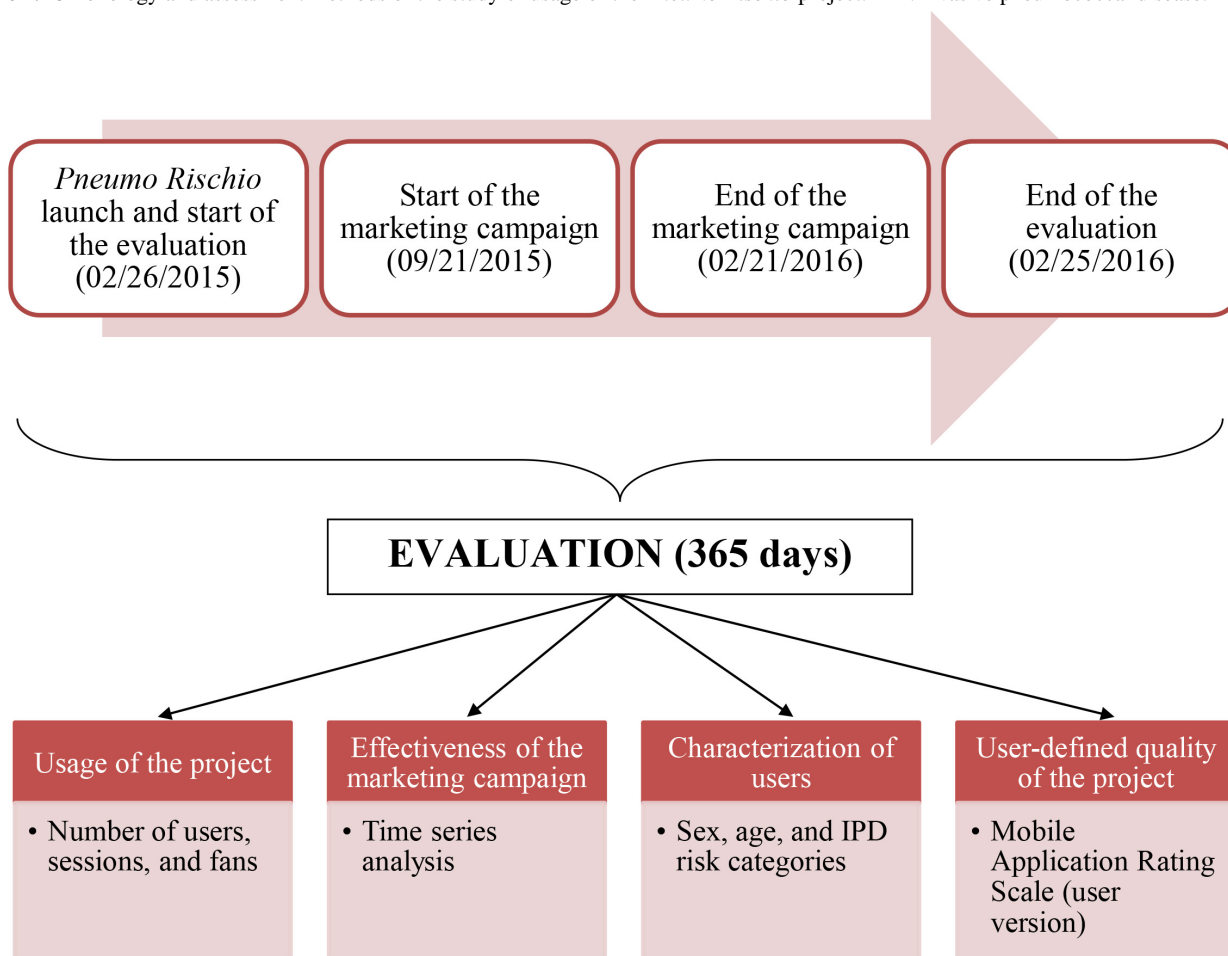 Pneumo Rischio
launch and start of
the evaluation
(02/26/2015)
Start of the
marketing campaign
(09/21/2015)
End of the
marketing campaign
(02/21/2016)
End of the
evaluation
(02/25/2016)
EVALUATION (365 days)
Usage of the project
• Number of users,
sessions, and fans
Effectiveness of the
marketing campaign
• Time series
analysis
Characterization of
users
• Sex, age, and IPD
risk categories
User-defined quality
of the project
• Mobile
Application Rating
Scale (user
version)